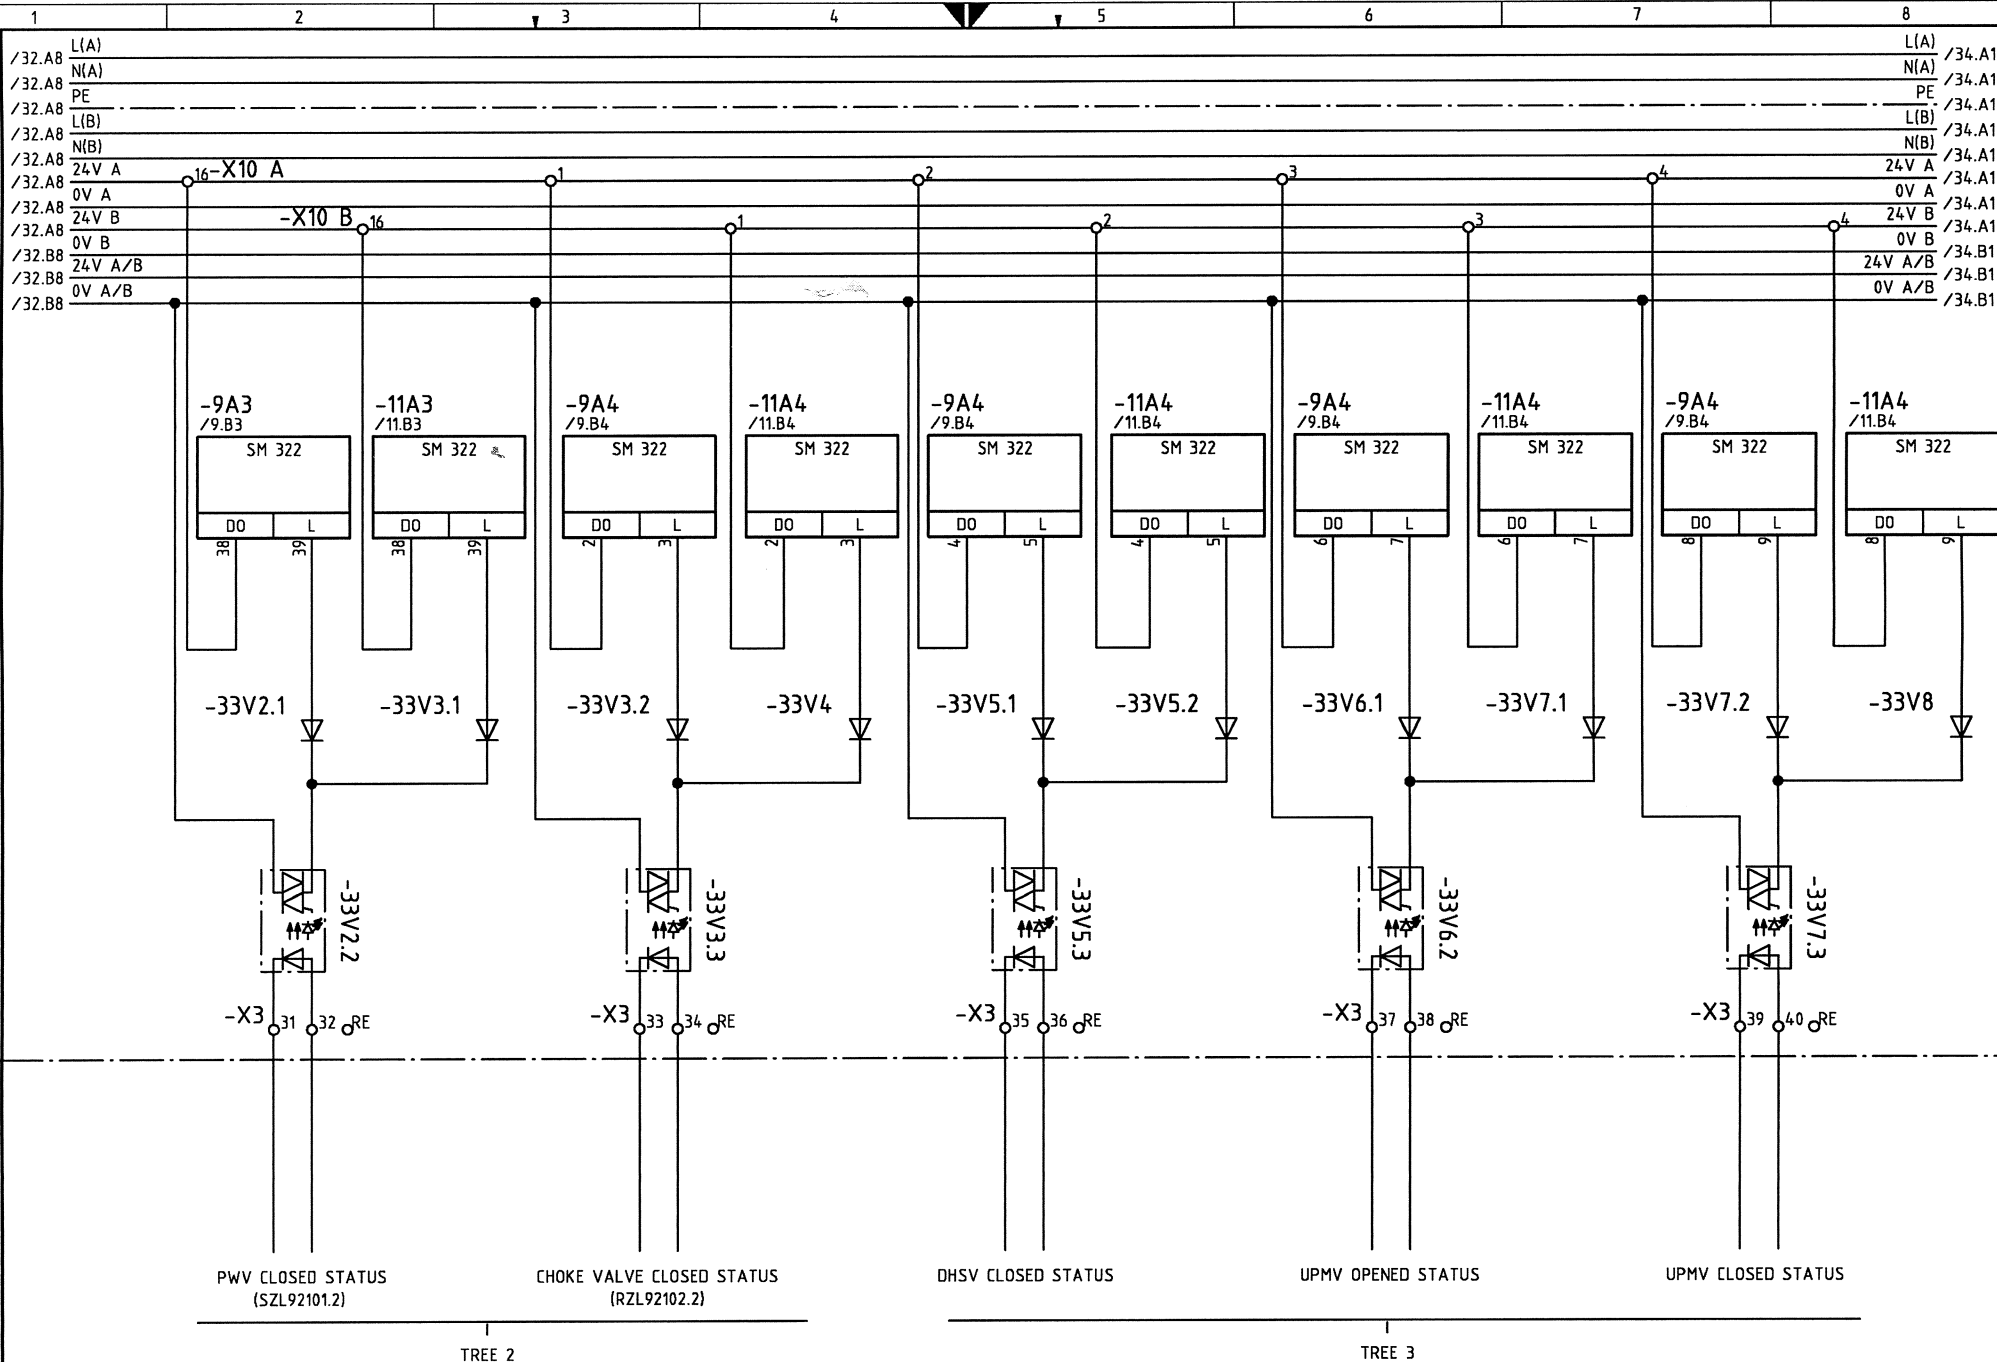 1 2 3 4 5 6 7 8
L(A) L(A)
/32.A8 /34.A1
N(A) N(A)
/32.A8 /34.A1
PE PE
/32.A8 /34.A1
L(B) L(B)
/32.A8 /34.A1
N(B) N(B)
/32.A8 /34.A1
24V A 16 -X10 A 1 2 3 4 24V A
/32.A8 /34.A1
0V A 0V A
/32.A8 /34.A1
24V B -X10 B 16 1 2 3 4 24V B
/32.A8 /34.A1
0V B 0V B
/32.B8 /34.B1
24V A/B 24V A/B
/32.B8 /34.B1
0V A/B 0V A/B
/32.B8 /34.B1
-9A3 -11A3 -9A4 -11A4 -9A4 -11A4 -9A4 -11A4 -9A4 -11A4
/9.B3 /11.B3 /9.B4 /11.B4 /9.B4 /11.B4 /9.B4 /11.B4 /9.B4 /11.B4
SM 322 SM 322 SM 322 SM 322 SM 322 SM 322 SM 322 SM 322 SM 322 SM 322
DO L DO L DO L DO L DO L DO L DO L DO L DO L DO L
38 39 38 39 2 3 2 3 4 5 4 5 6 7 6 7 8 9 8 9
-33V2.1 -33V3.1 -33V3.2 -33V4 -33V5.1 -33V5.2 -33V6.1 -33V7.1 -33V7.2 -33V8
-33V2.2 -33V3.3 -33V5.3 -33V6.2 -33V7.3
-X3 31 32 RE -X3 33 34 RE -X3 35 36 RE -X3 37 38 RE -X3 39 40 RE
PWV CLOSED STATUS CHOKE VALVE CLOSED STATUS DHSV CLOSED STATUS UPMV OPENED STATUS UPMV CLOSED STATUS
(SZL92101.2) (RZL92102.2)
TREE 2 TREE 3